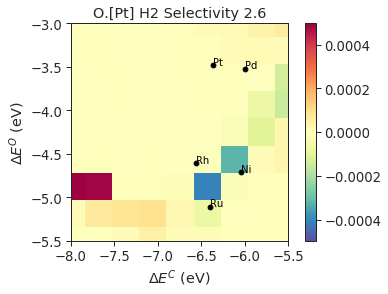 O.[Pt] H2 Selectivity 2.6
−3.0
−3.5
−4.0
−4.5
−5.0
−5.5
ΔE^O (eV)
Pt
Pd
Rh
Ni
Ru
−8.0 −7.5 −7.0 −6.5 −6.0 −5.5
ΔE^C (eV)
0.0004
0.0002
0.0000
−0.0002
−0.0004